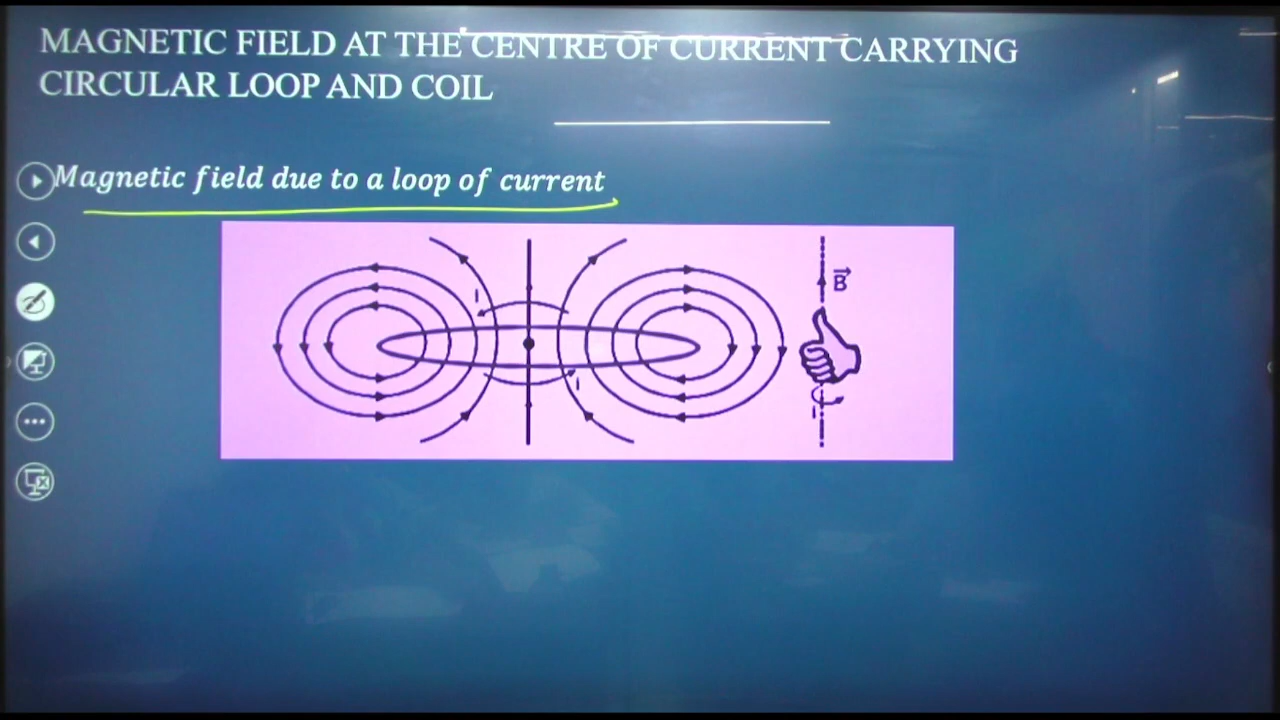 MAGNETIC FIELD AT THE CENTRE OF CURRENT CARRYING
CIRCULAR LOOP AND COIL
Magnetic field due to a loop of current
I
I
B⃗
I